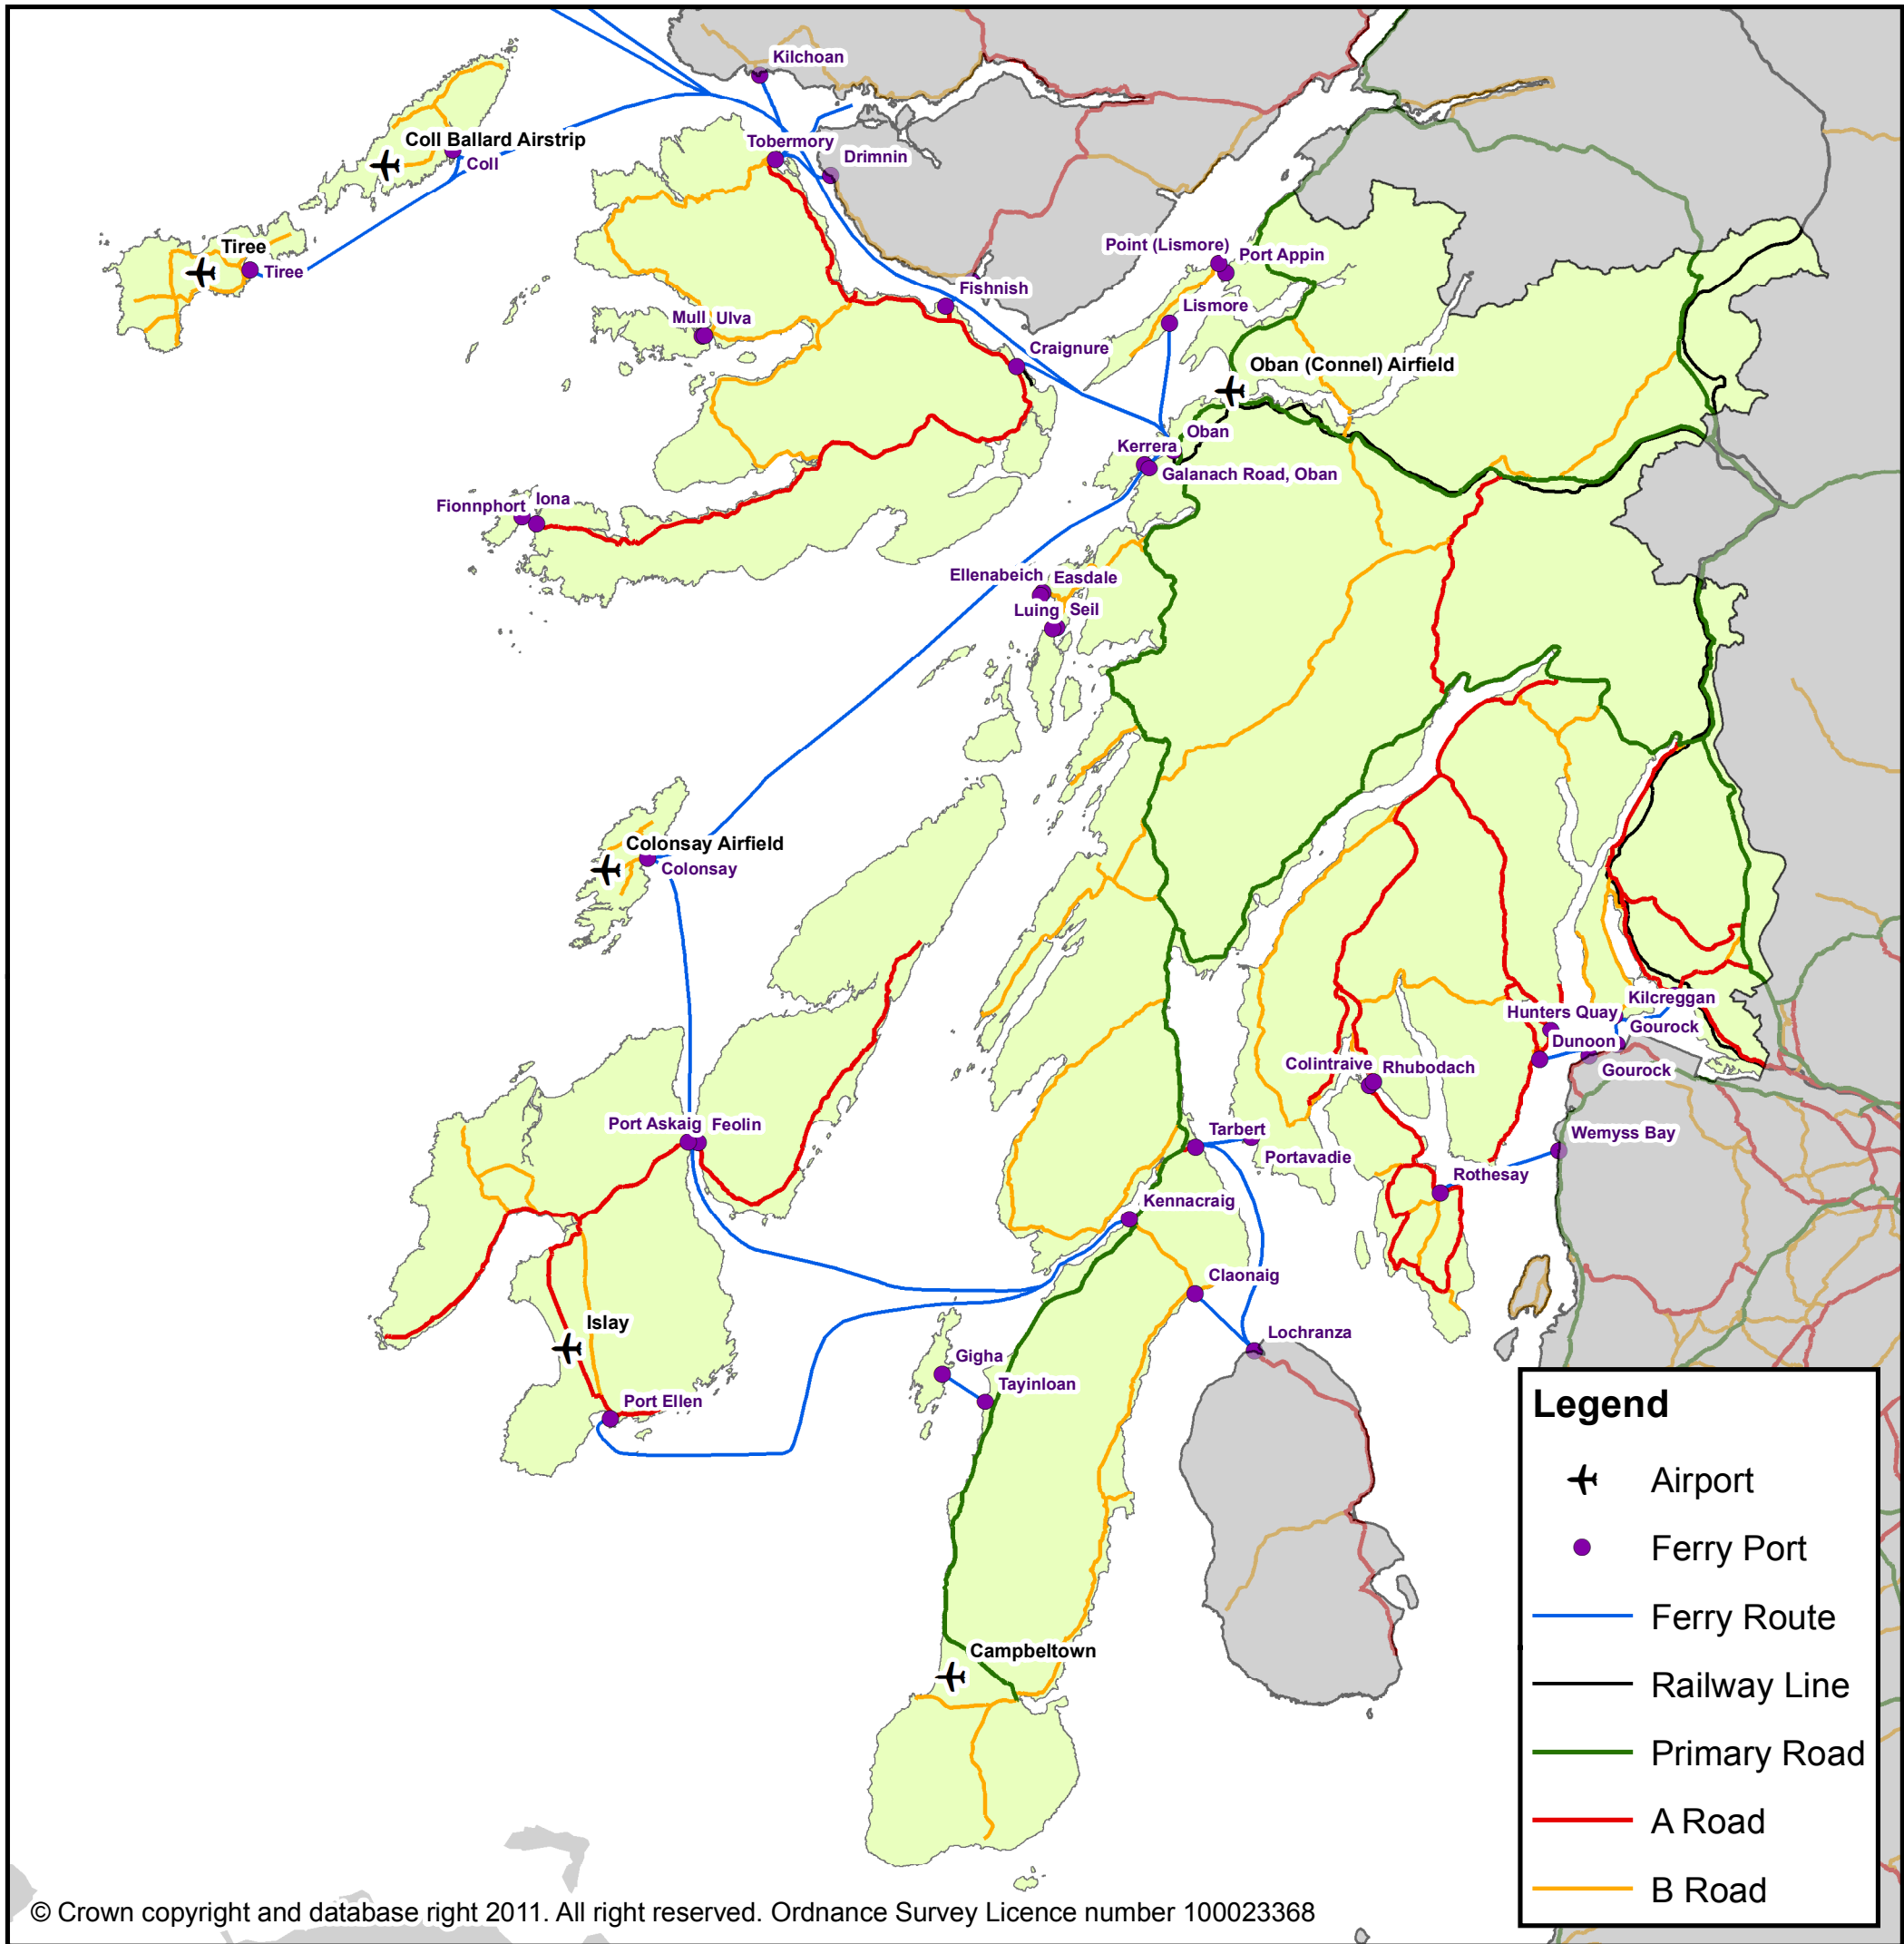 Kilchoan
Coll Ballard Airstrip
Coll
Tobermory
Drimnin
Tiree
Tiree
Point (Lismore)
Port Appin
Fishnish
Lismore
Mull
Ulva
Craignure
Oban (Connel) Airfield
Oban
Kerrera
Galanach Road, Oban
Fionnphort
Iona
Ellenabeich
Easdale
Luing
Seil
Colonsay Airfield
Colonsay
Kilcreggan
Hunters Quay
Gourock
Dunoon
Gourock
Colintraive
Rhubodach
Port Askaig
Feolin
Tarbert
Wemyss Bay
Portavadie
Rothesay
Kennacraig
Claonaig
Islay
Lochranza
Gigha
Tayinloan
Port Ellen
Campbeltown
Legend
Airport
Ferry Port
Ferry Route
Railway Line
Primary Road
A Road
B Road
© Crown copyright and database right 2011. All right reserved. Ordnance Survey Licence number 100023368